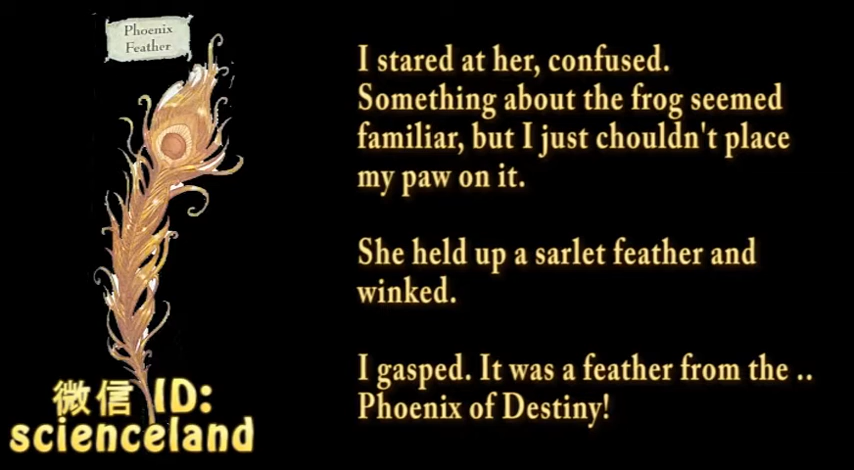 Phoenix
Feather
I stared at her, confused.
Something about the frog seemed
familiar, but I just chouldn't place
my paw on it.
She held up a sarlet feather and
winked.
I gasped. It was a feather from the ..
Phoenix of Destiny!
微信 ID:
scienceland